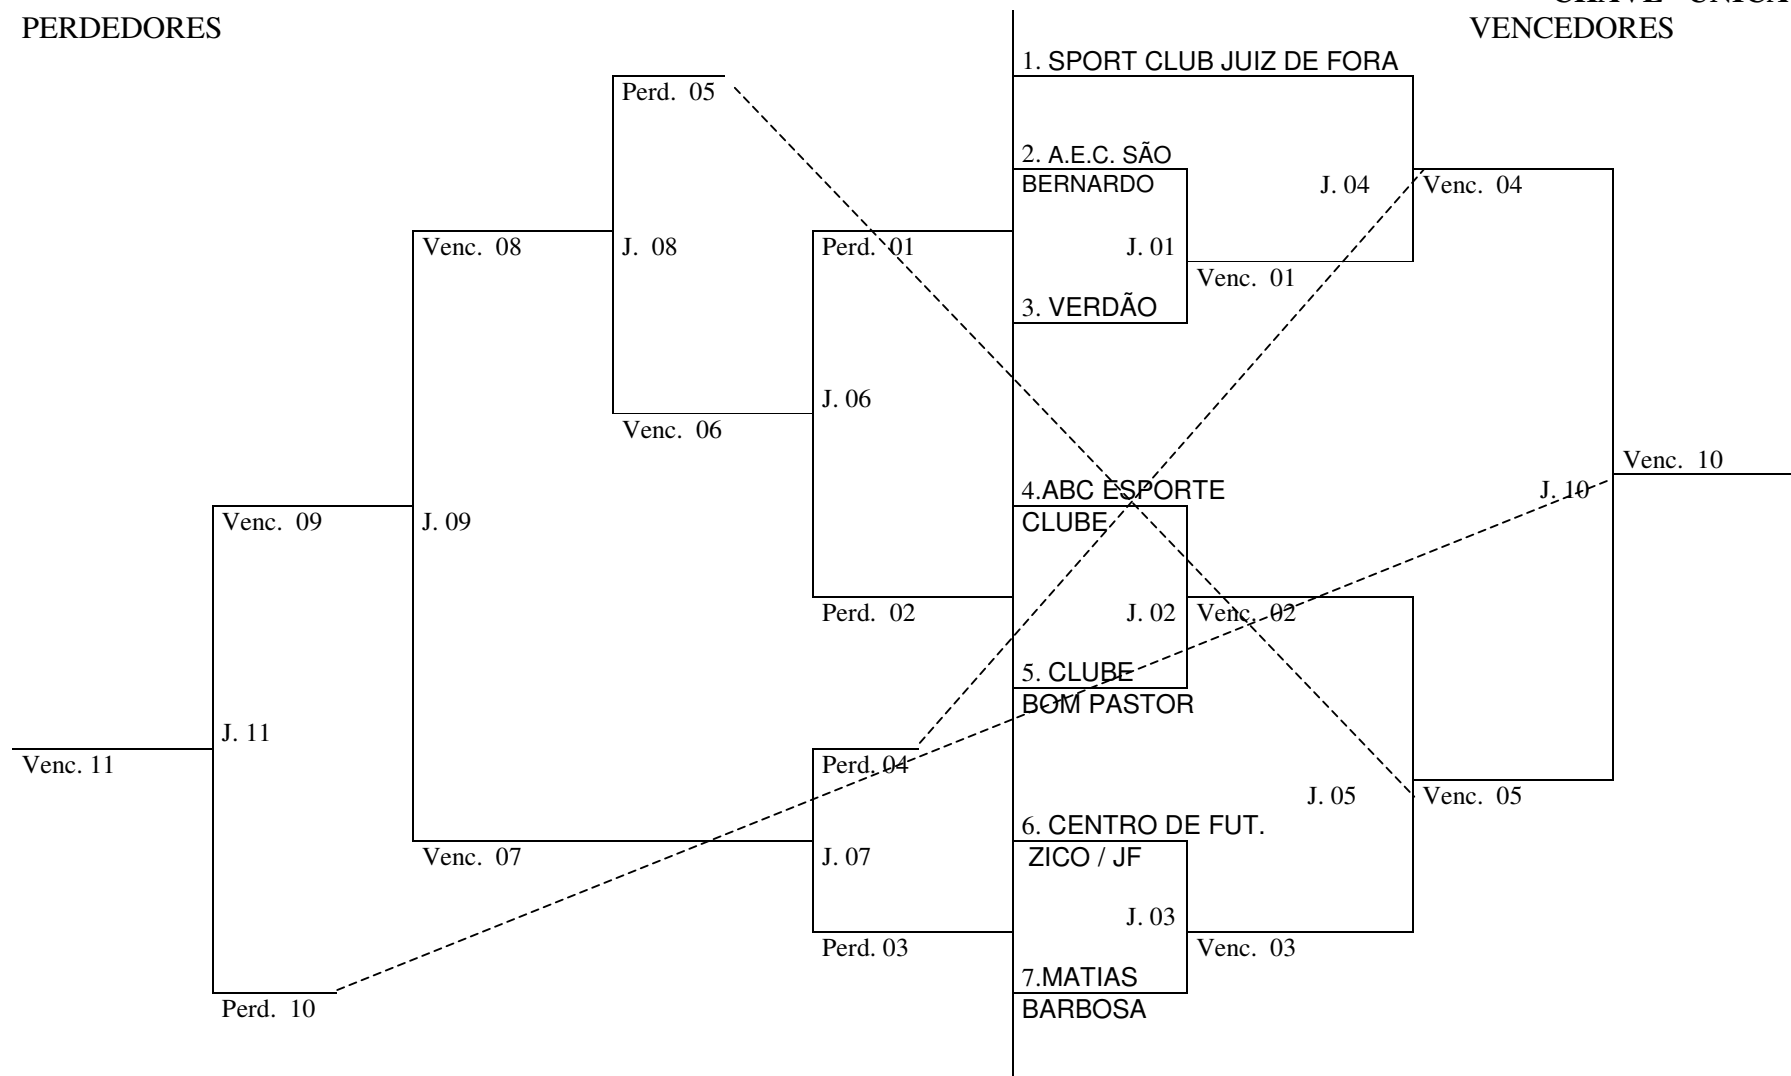 CHAVE UNICA
PERDEDORES
VENCEDORES
1. SPORT CLUB JUIZ DE FORA
Perd. 05
2. A.E.C. SÃO
BERNARDO
J. 04
Venc. 04
Venc. 08
J. 08
Perd. 01
J. 01
Venc. 01
3. VERDÃO
J. 06
Venc. 06
Venc. 10
4.ABC ESPORTE
J. 10
Venc. 09
J. 09
CLUBE
Perd. 02
J. 02
Venc. 02
5. CLUBE
BOM PASTOR
J. 11
Venc. 11
Perd. 04
J. 05
Venc. 05
6. CENTRO DE FUT.
Venc. 07
J. 07
ZICO / JF
J. 03
Perd. 03
Venc. 03
7.MATIAS
Perd. 10
BARBOSA